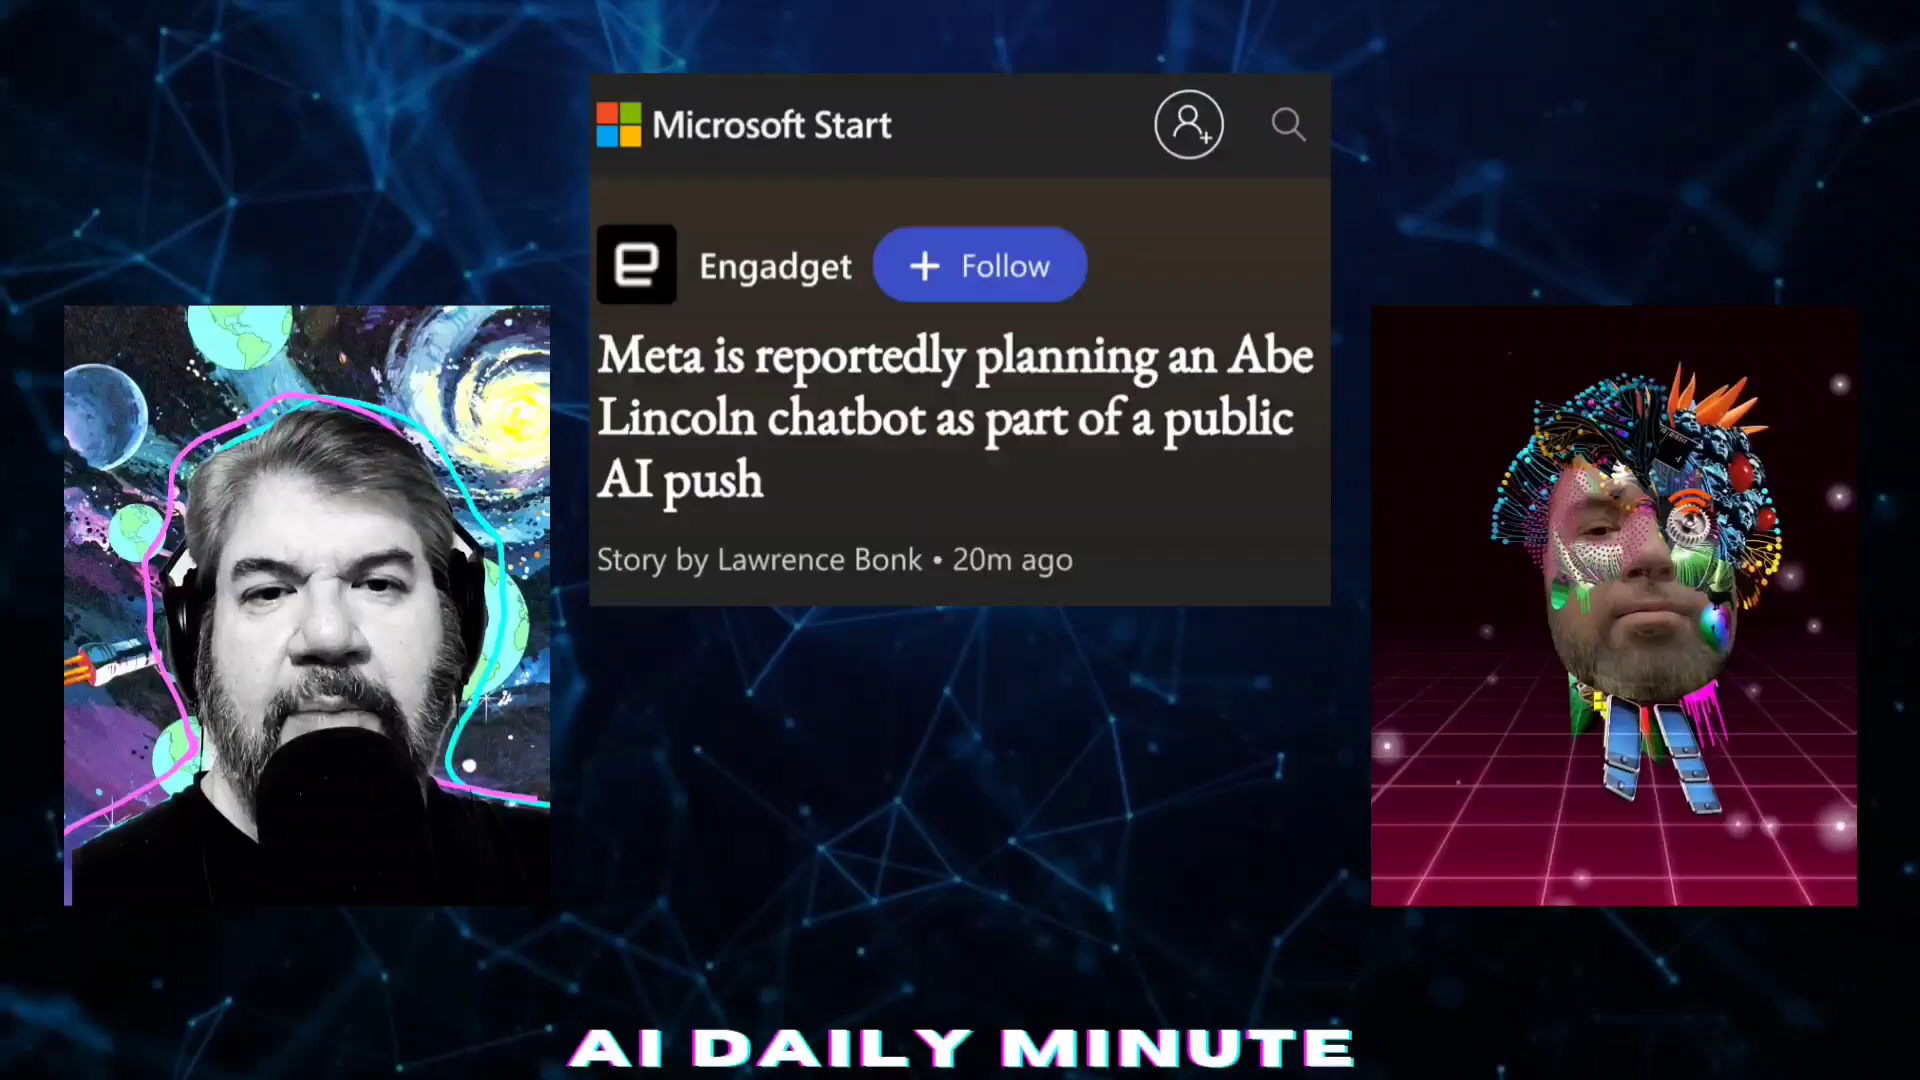 Microsoft Start
Engadget
+ Follow
Meta is reportedly planning an Abe
Lincoln chatbot as part of a public
AI push
Story by Lawrence Bonk • 20m ago
AI DAILY MINUTE